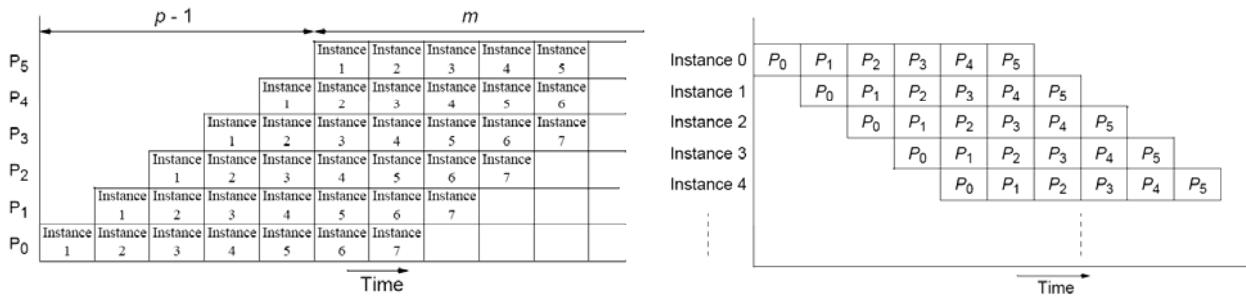 p - 1 m
P5 Instance 1 Instance 2 Instance 3 Instance 4 Instance 5
P4 Instance 1 Instance 2 Instance 3 Instance 4 Instance 5 Instance 6
P3 Instance 1 Instance 2 Instance 3 Instance 4 Instance 5 Instance 6 Instance 7
P2 Instance 1 Instance 2 Instance 3 Instance 4 Instance 5 Instance 6 Instance 7
P1 Instance 1 Instance 2 Instance 3 Instance 4 Instance 5 Instance 6 Instance 7
P0 Instance 1 Instance 2 Instance 3 Instance 4 Instance 5 Instance 6 Instance 7
Time
Instance 0 P0 P1 P2 P3 P4 P5
Instance 1 P0 P1 P2 P3 P4 P5
Instance 2 P0 P1 P2 P3 P4 P5
Instance 3 P0 P1 P2 P3 P4 P5
Instance 4 P0 P1 P2 P3 P4 P5
Time